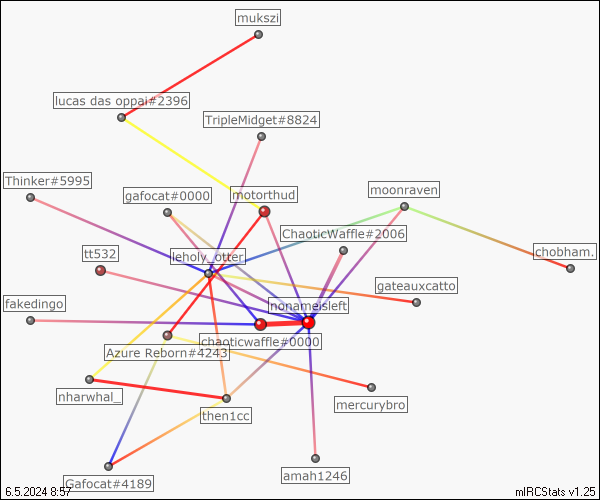 mukszi
lucas das oppai#2396
TripleMidget#8824
Thinker#5995
gafocat#0000
motorthud
moonraven
ChaoticWaffle#2006
tt532
leholy_otter
chobham.
gateauxcatto
fakedingo
nonameisleft
chaoticwaffle#0000
Azure Reborn#4243
nharwhal_
then1cc
mercurybro
Gafocat#4189
amah1246
6.5.2024 8:57
mIRCStats v1.25